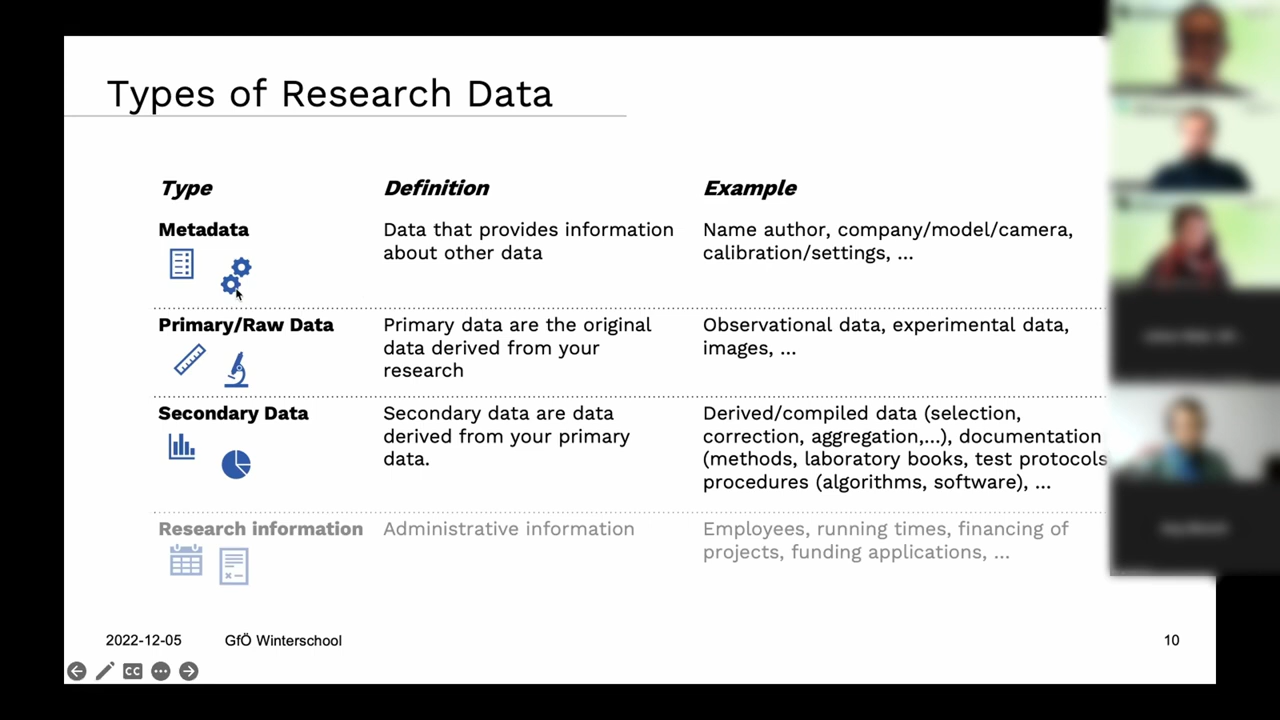 Types of Research Data
Type Definition Example
Metadata
Data that provides information
about other data
Name author, company/model/camera,
calibration/settings, ...
Primary/Raw Data
Primary data are the original
data derived from your
research
Observational data, experimental data,
images, ...
Secondary Data
Secondary data are data
derived from your primary
data.
Derived/compiled data (selection,
correction, aggregation,...), documentation
(methods, laboratory books, test protocols
procedures (algorithms, software), ...
Research information
Administrative information
Employees, running times, financing of
projects, funding applications, ...
2022-12-05 GfÖ Winterschool 10
CC